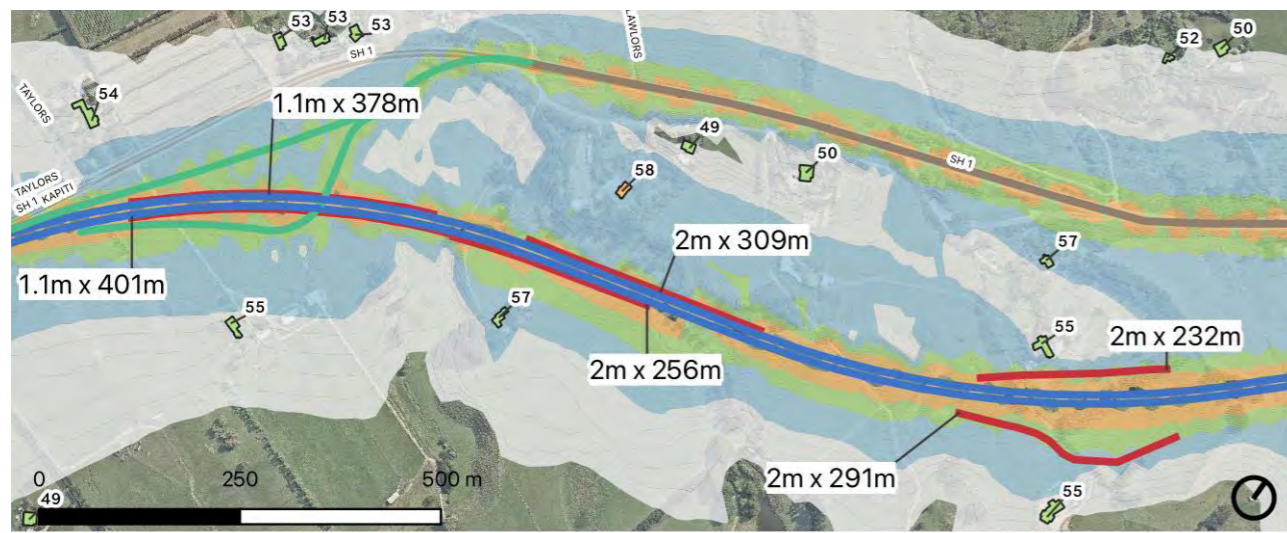 53
53
53
50
52
SH 1
LAWLORS
TAYLORS
54
1.1m x 378m
49
50
58
SH 1
TAYLORS
SH 1 KAPITI
2m x 309m
57
1.1m x 401m
57
55
55
2m x 232m
2m x 256m
2m x 291m
0
250
500 m
49
55